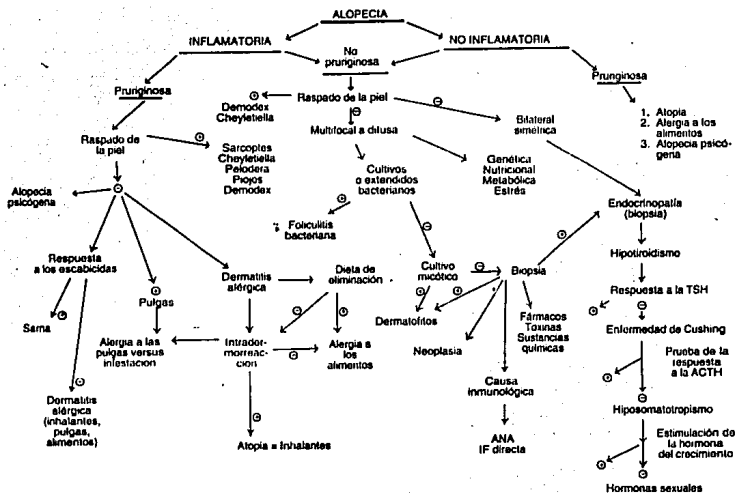 ALOPECIA
INFLAMATORIA
NO INFLAMATORIA
No
pruriginosa
Pruriginosa
Pruriginosa
Raspado de la piel
Demodex
Cheyletiella
Bilateral
simétrica
1. Atopia
2. Alergia a los
alimentos
3. Alopecia psicó-
gena
Raspado de
la piel
Sarcoptes
Cheyletiella
Pelodera
Piojos
Demodex
Multifocal a difusa
Genética
Nutricional
Metabólica
Estrés
Cultivos
o extendidos
bacterianos
Alopecia
psicógena
Foliculitis
bacteriana
Endocrinopatía
(biopsia)
Hipotiroidismo
Respuesta
a los escabicidas
Dermatitis
alérgica
Dieta de
eliminación
Cultivo
micótico
Biopsia
Respuesta a la TSH
Pulgas
Sarna
Dermatofitos
Fármacos
Toxinas
Sustancias
químicas
Enfermedad de Cushing
Alergia a las
pulgas versus
infestación
Intrader-
morreac-
ción
Alergia a
los
alimentos
Neoplasia
Prueba de la
respuesta
a la ACTH
Causa
inmunológica
Dermatitis
alérgica
(inhalantes,
pulgas,
alimentos)
Hiposomatotropismo
Atopia = Inhalantes
ANA
IF directa
Estimulación de
la hormona
del crecimiento
Hormonas sexuales